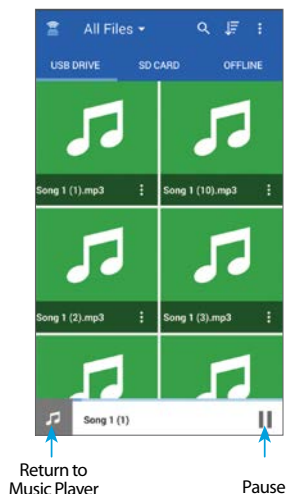 All Files
USB DRIVE SD CARD OFFLINE
Song 1 (1).mp3 Song 1 (10).mp3
Song 1 (2).mp3 Song 1 (3).mp3
Song 1 (1)
Return to
Music Player
Pause